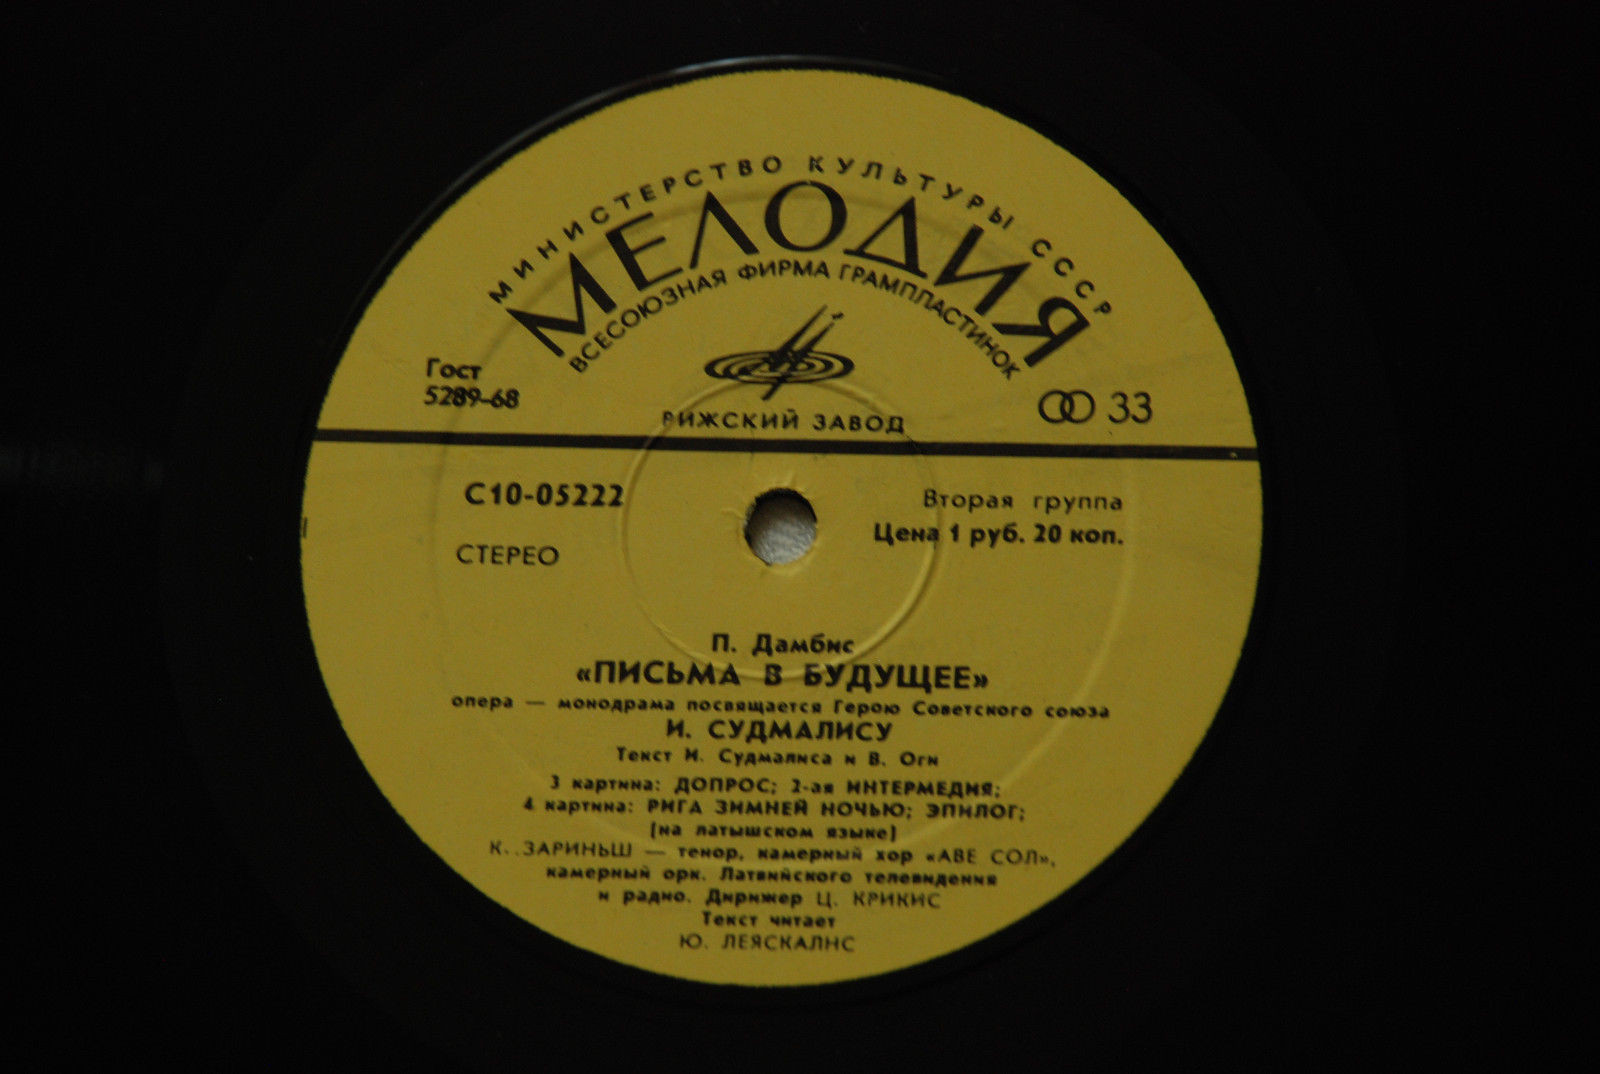 МИНИСТЕРСТВО КУЛЬТУРЫ СССР
МЕЛОДИЯ
ВСЕСОЮЗНАЯ ФИРМА ГРАМПЛАСТИНОК
Гост
5289-68
РИЖСКИЙ ЗАВОД
33
С10-05222
СТЕРЕО
Вторая группа
Цена 1 руб. 20 коп.
П. Дамбис
«ПИСЬМА В БУДУЩЕЕ»
опера — монодрама посвящается Герою Советского союза
И. СУДМАЛИСУ
Текст И. Судмалиса и В. Оги
3 картина: ДОПРОС; 2-ая ИНТЕРМЕДИЯ;
4 картина: РИГА ЗИМНЕЙ НОЧЬЮ; ЭПИЛОГ;
(на латышском языке)
К. ЗАРИНЬШ — тенор, камерный хор «АВЕ СОЛ»,
камерный орк. Латвийского телевидения
и радио. Дирижер Ц. КРИКИС
Текст читает
Ю. ЛЕЯСКАЛНС